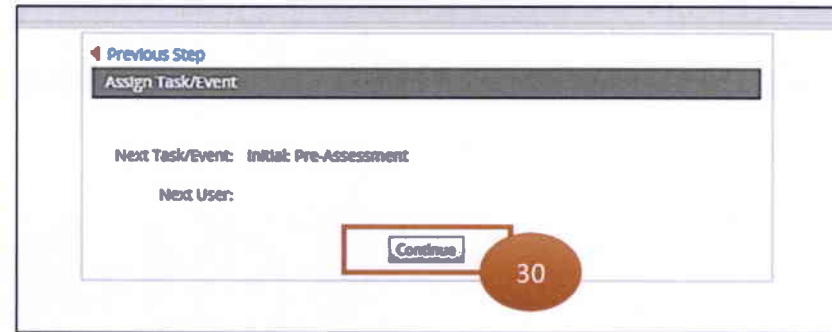 Previous Step
Assign Task/Event
Next Task/Event: Initial: Pre-Assessment
Next User:
Continue
30